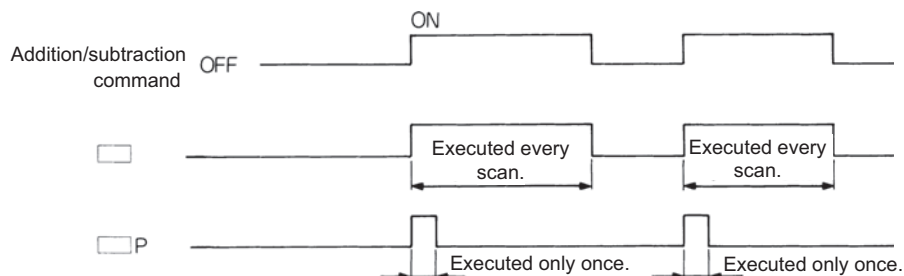 ON
Addition/subtraction
command
OFF
Executed every
scan.
Executed every
scan.
P
Executed only once.
Executed only once.